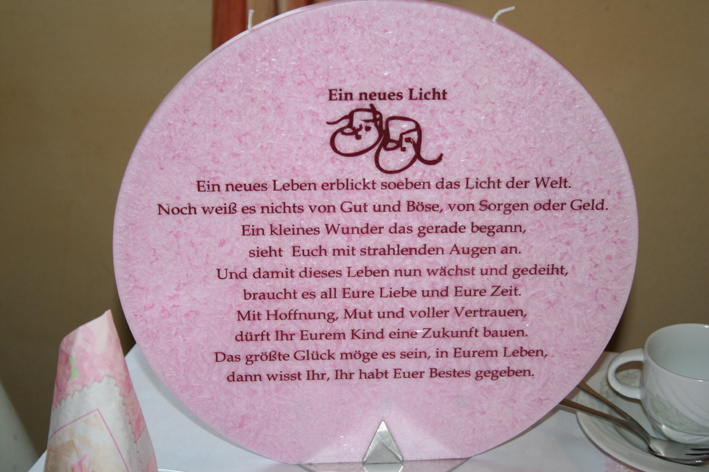 Ein neues Licht
Ein neues Leben erblickt soeben das Licht der Welt.
Noch weiß es nichts von Gut und Böse, von Sorgen oder Geld.
Ein kleines Wunder das gerade begann,
sieht Euch mit strahlenden Augen an.
Und damit dieses Leben nun wächst und gedeiht,
braucht es all Eure Liebe und Eure Zeit.
Mit Hoffnung, Mut und voller Vertrauen,
dürft Ihr Eurem Kind eine Zukunft bauen.
Das größte Glück möge es sein, in Eurem Leben,
dann wisst Ihr, Ihr habt Euer Bestes gegeben.